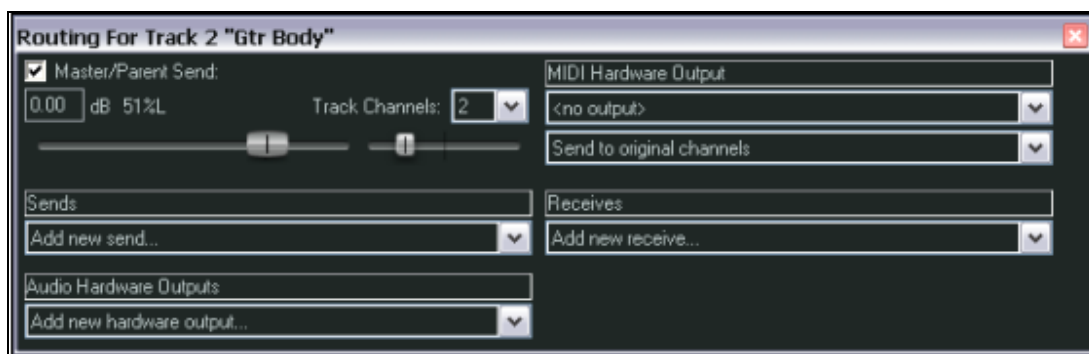 Routing For Track 2 "Gtr Body"
Master/Parent Send:
0.00 dB 51%L Track Channels: 2
MIDI Hardware Output
<no output>
Send to original channels
Sends
Add new send...
Receives
Add new receive...
Audio Hardware Outputs
Add new hardware output...